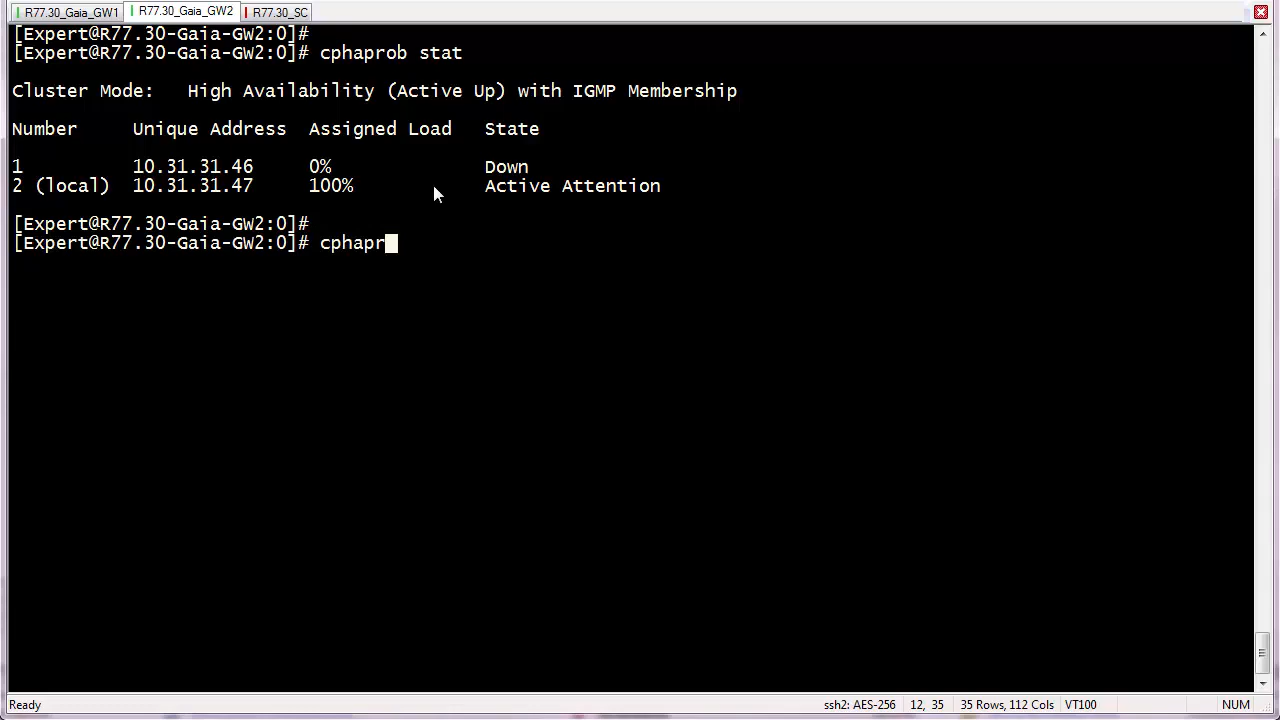 R77.30_Gaia_GW1 R77.30_Gaia_GW2 R77.30_SC
[Expert@R77.30-Gaia-GW2:0]#
[Expert@R77.30-Gaia-GW2:0]# cphaprob stat
Cluster Mode:   High Availability (Active Up) with IGMP Membership
Number     Unique Address  Assigned Load   State
1          10.31.31.46     0%              Down
2 (local)  10.31.31.47     100%            Active Attention
[Expert@R77.30-Gaia-GW2:0]#
[Expert@R77.30-Gaia-GW2:0]# cphapr
Ready ssh2: AES-256 12, 35 35 Rows, 112 Cols VT100 NUM